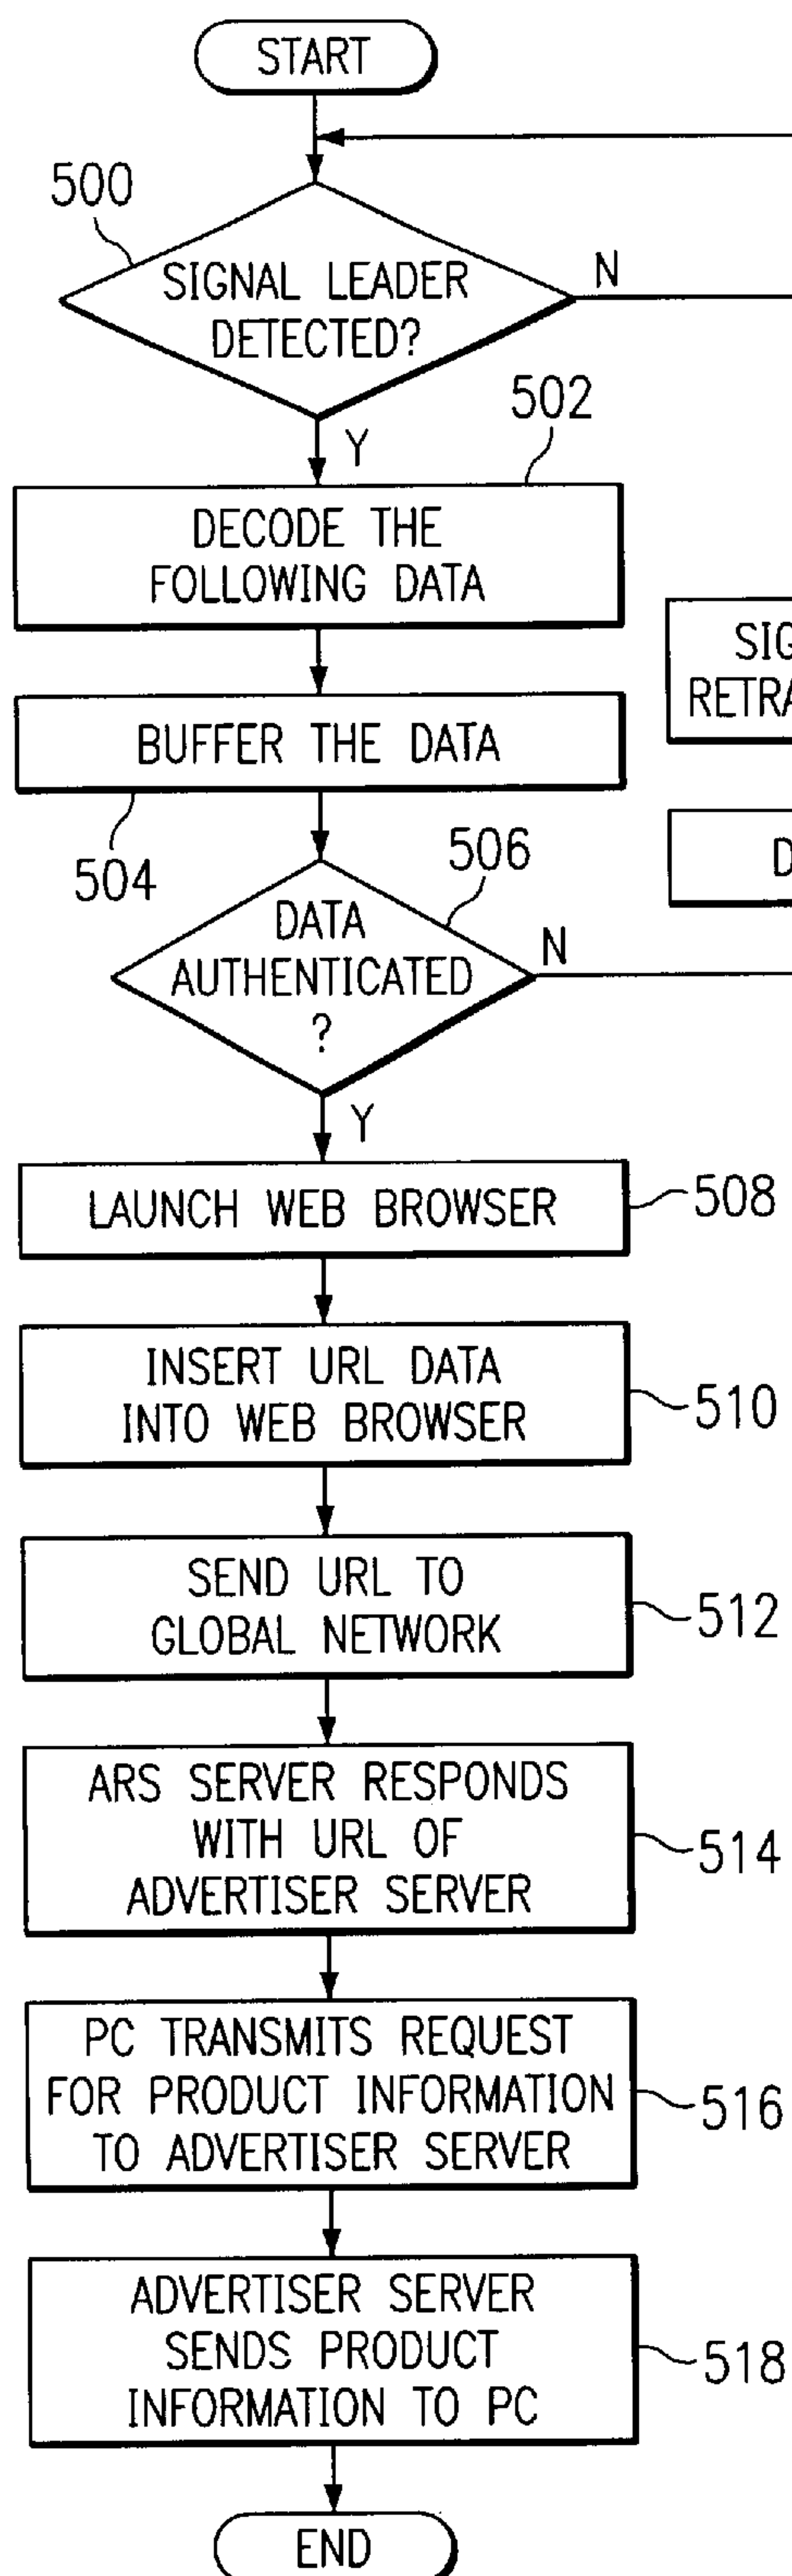 START
500
SIGNAL LEADER
DETECTED?
N
Y
502
DECODE THE
FOLLOWING DATA
BUFFER THE DATA
504
506
DATA
AUTHENTICATED
?
N
Y
LAUNCH WEB BROWSER
508
INSERT URL DATA
INTO WEB BROWSER
510
SEND URL TO
GLOBAL NETWORK
512
ARS SERVER RESPONDS
WITH URL OF
ADVERTISER SERVER
514
PC TRANSMITS REQUEST
FOR PRODUCT INFORMATION
TO ADVERTISER SERVER
516
ADVERTISER SERVER
SENDS PRODUCT
INFORMATION TO PC
518
END